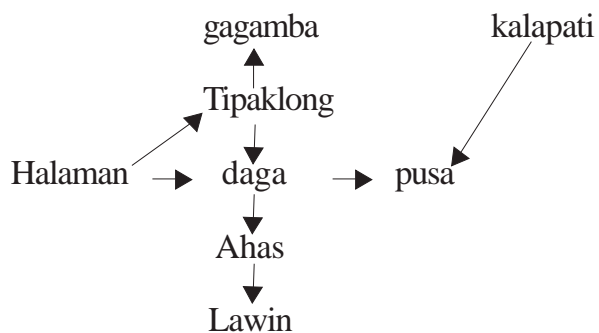 gagamba kalapati
Tipaklong
Halaman daga pusa
Ahas
Lawin